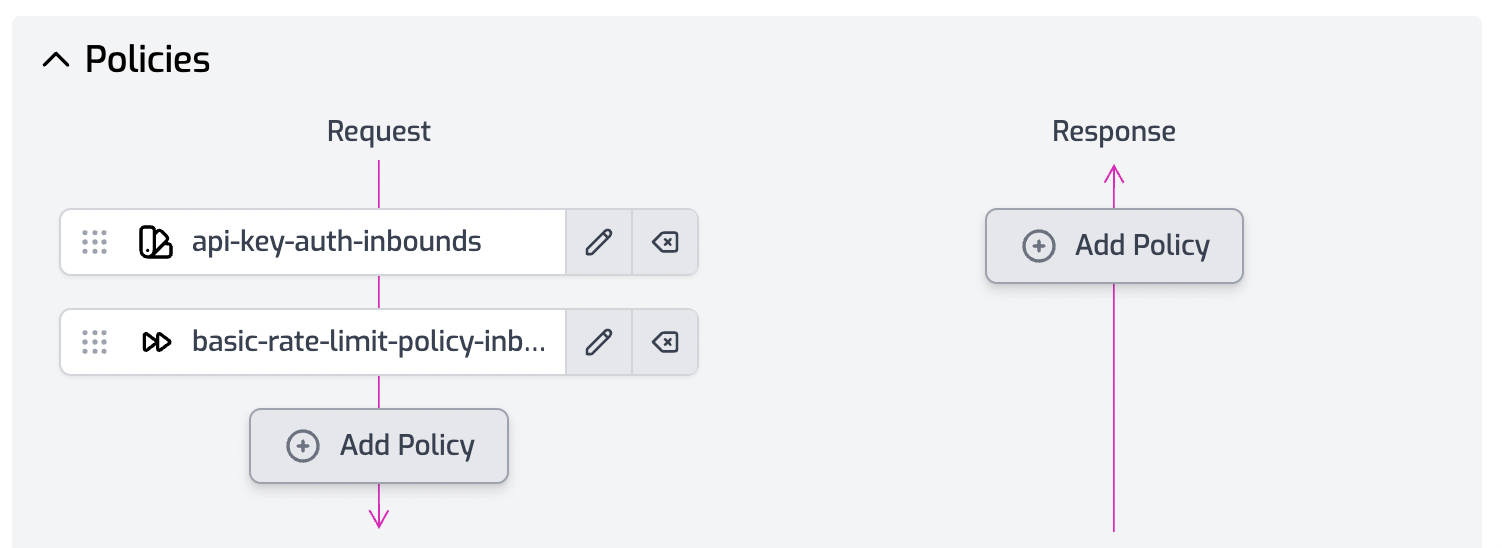 Policies
Request
api-key-auth-inbounds
basic-rate-limit-policy-inb...
Add Policy
Response
Add Policy